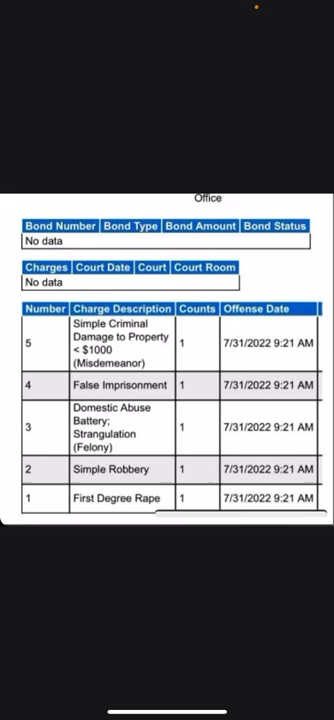 Office
Bond Number Bond Type Bond Amount Bond Status
No data
Charges Court Date Court Court Room
No data
Number Charge Description Counts Offense Date
5 Simple Criminal Damage to Property < $1000 (Misdemeanor) 1 7/31/2022 9:21 AM
4 False Imprisonment 1 7/31/2022 9:21 AM
3 Domestic Abuse Battery; Strangulation (Felony) 1 7/31/2022 9:21 AM
2 Simple Robbery 1 7/31/2022 9:21 AM
1 First Degree Rape 1 7/31/2022 9:21 AM